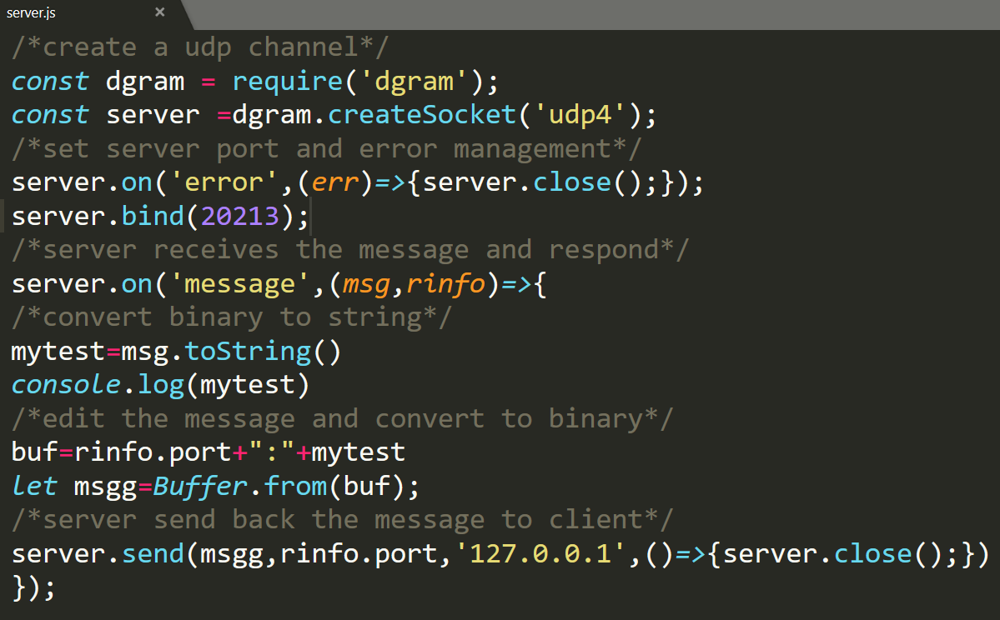 server.js ×
/*create a udp channel*/
const dgram = require('dgram');
const server =dgram.createSocket('udp4');
/*set server port and error management*/
server.on('error',(err)=>{server.close();});
server.bind(20213);
/*server receives the message and respond*/
server.on('message',(msg,rinfo)=>{
/*convert binary to string*/
mytest=msg.toString()
console.log(mytest)
/*edit the message and convert to binary*/
buf=rinfo.port+":"+mytest
let msgg=Buffer.from(buf);
/*server send back the message to client*/
server.send(msgg,rinfo.port,'127.0.0.1',()=>{server.close();})
});